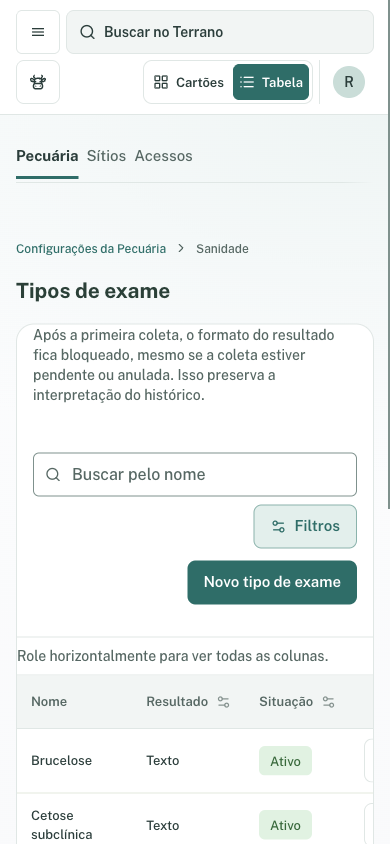 Buscar no Terrano
Cartões
Tabela
R
Pecuária Sítios Acessos
Configurações da Pecuária > Sanidade
Tipos de exame
Após a primeira coleta, o formato do resultado
fica bloqueado, mesmo se a coleta estiver
pendente ou anulada. Isso preserva a
interpretação do histórico.
Buscar pelo nome
Filtros
Novo tipo de exame
Role horizontalmente para ver todas as colunas.
Nome Resultado Situação
Brucelose Texto Ativo
Cetose
subclínica Texto Ativo